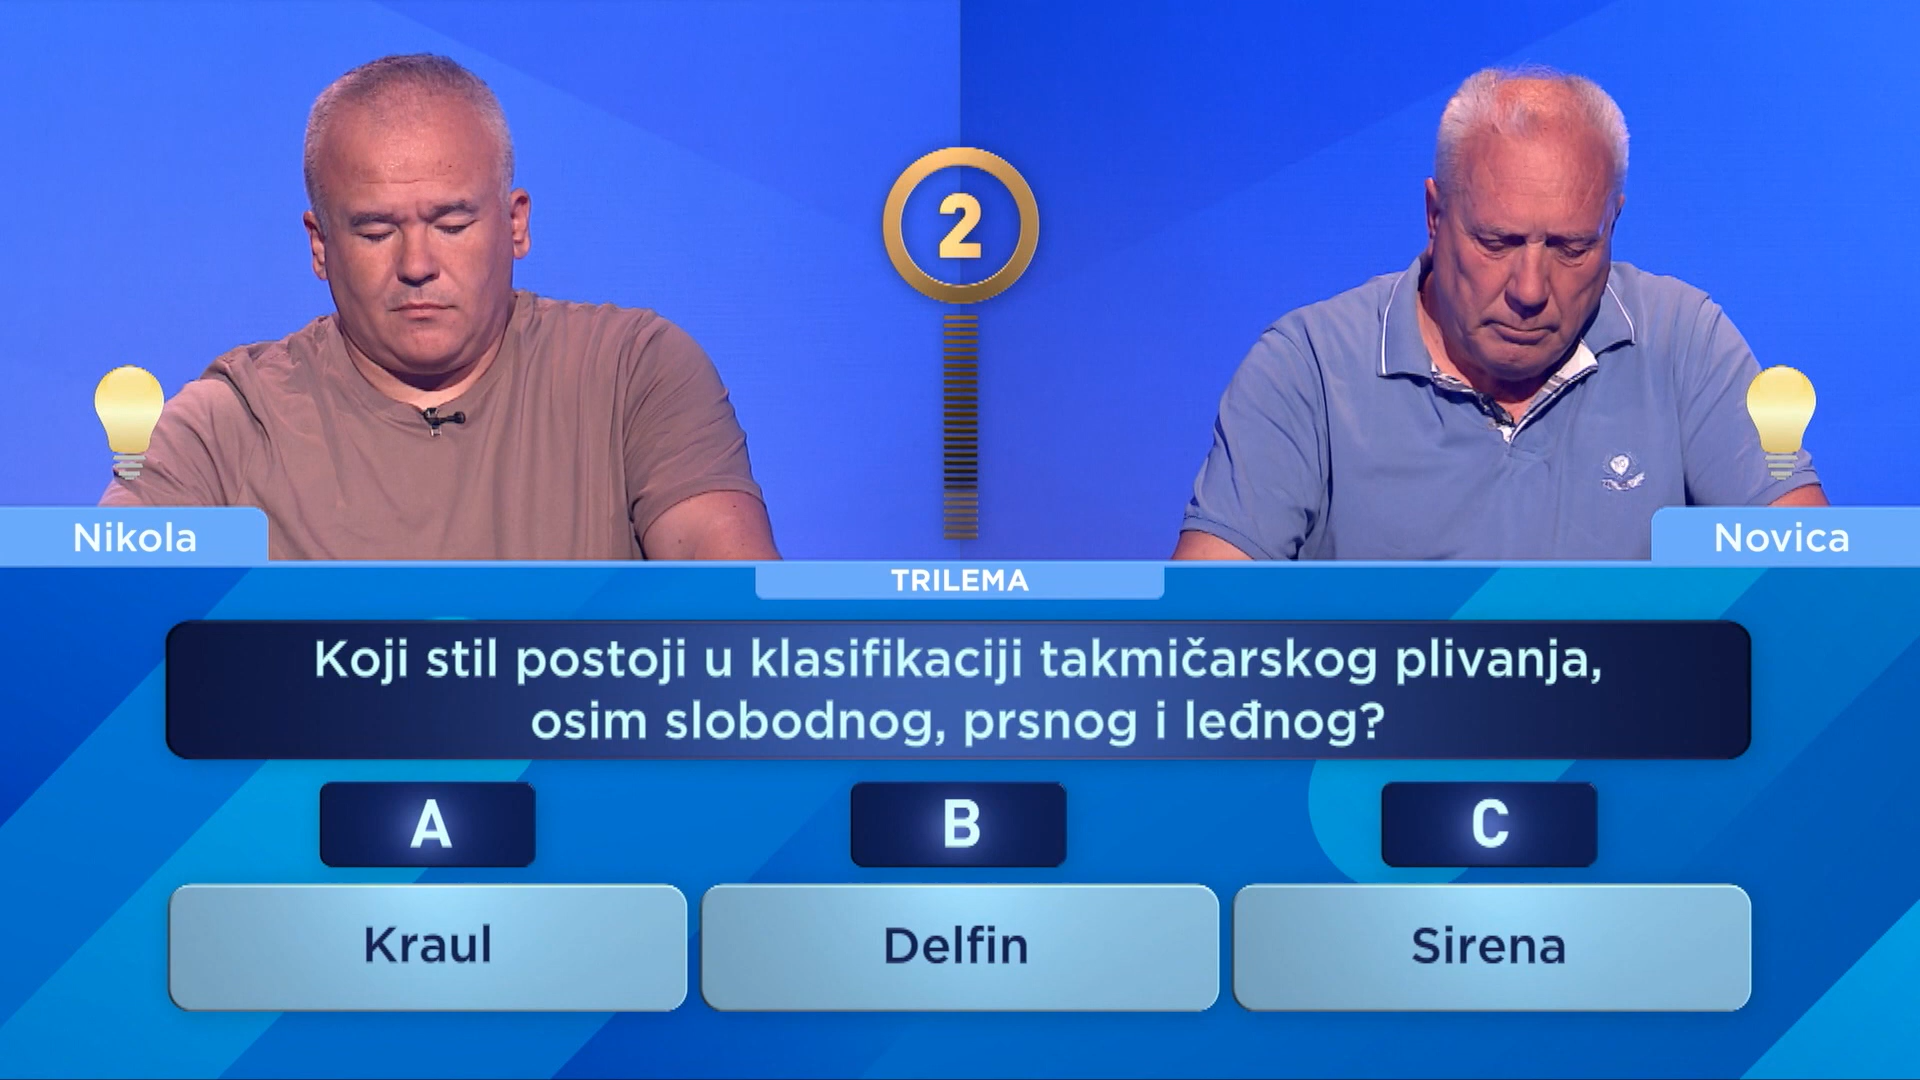 2
Nikola
Novica
TRILEMA
Koji stil postoji u klasifikaciji takmičarskog plivanja,
osim slobodnog, prsnog i leđnog?
A
B
C
Kraul
Delfin
Sirena